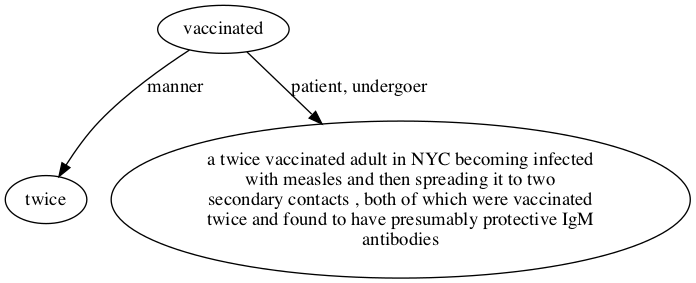 vaccinated
manner
patient, undergoer
twice
a twice vaccinated adult in NYC becoming infected
with measles and then spreading it to two
secondary contacts , both of which were vaccinated
twice and found to have presumably protective IgM
antibodies